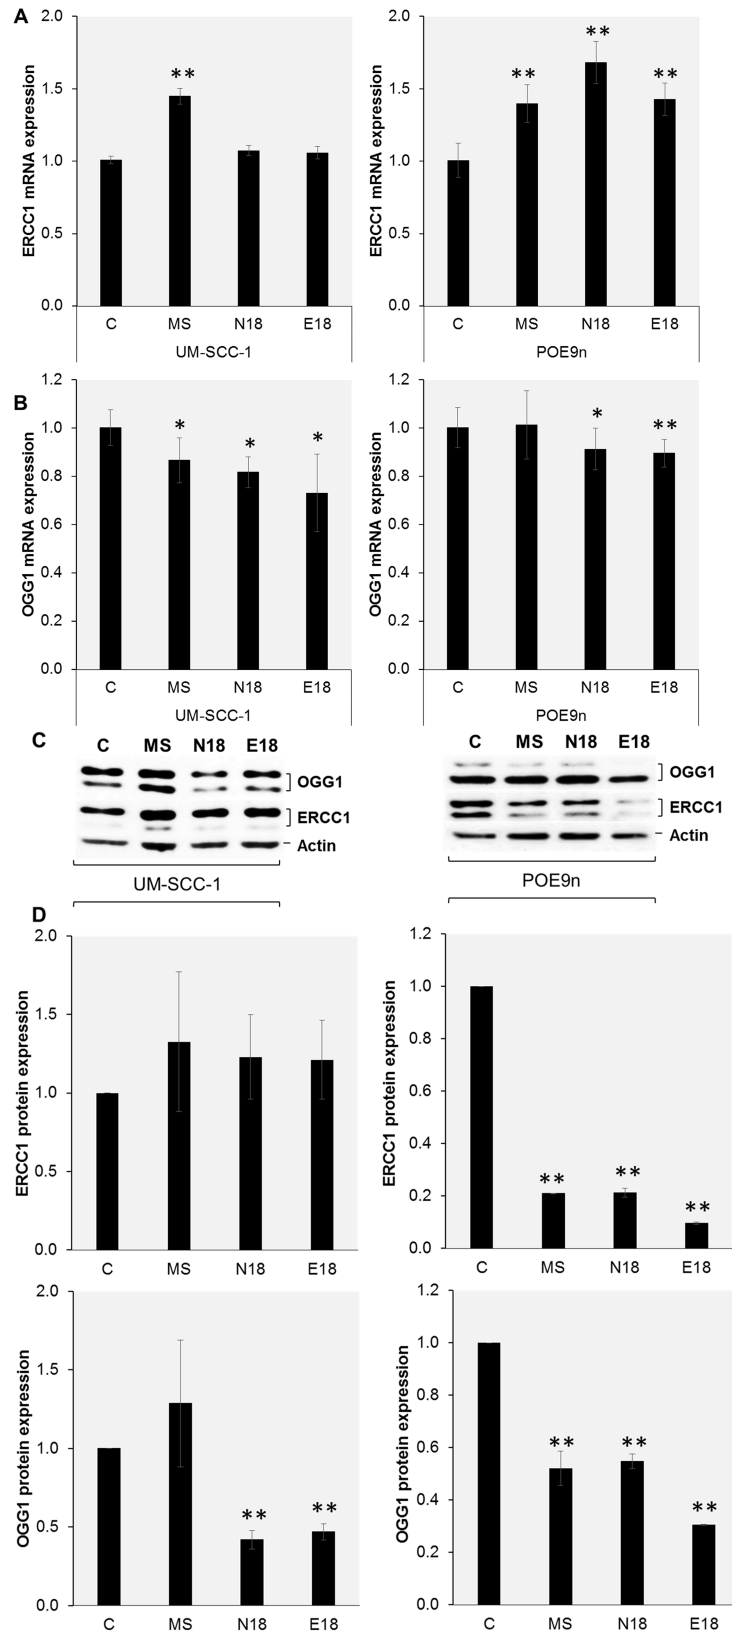 A
ERCC1 mRNA expression
2.0
1.5
1.0
0.5
0.0
**
C MS N18 E18
UM-SCC-1
ERCC1 mRNA expression
2.0
1.5
1.0
0.5
0.0
** ** **
C MS N18 E18
POE9n
B
OGG1 mRNA expression
1.2
1.0
0.8
0.6
0.4
0.2
0.0
* * *
C MS N18 E18
UM-SCC-1
OGG1 mRNA expression
1.2
1.0
0.8
0.6
0.4
0.2
0.0
* **
C MS N18 E18
POE9n
C
C MS N18 E18
OGG1
ERCC1
Actin
UM-SCC-1
C MS N18 E18
OGG1
ERCC1
Actin
POE9n
D
ERCC1 protein expression
2.0
1.5
1.0
0.5
0.0
C MS N18 E18
ERCC1 protein expression
1.2
1.0
0.8
0.6
0.4
0.2
0.0
** ** **
C MS N18 E18
OGG1 protein expression
2.0
1.5
1.0
0.5
0.0
** **
C MS N18 E18
OGG1 protein expression
1.2
1.0
0.8
0.6
0.4
0.2
0.0
** ** **
C MS N18 E18